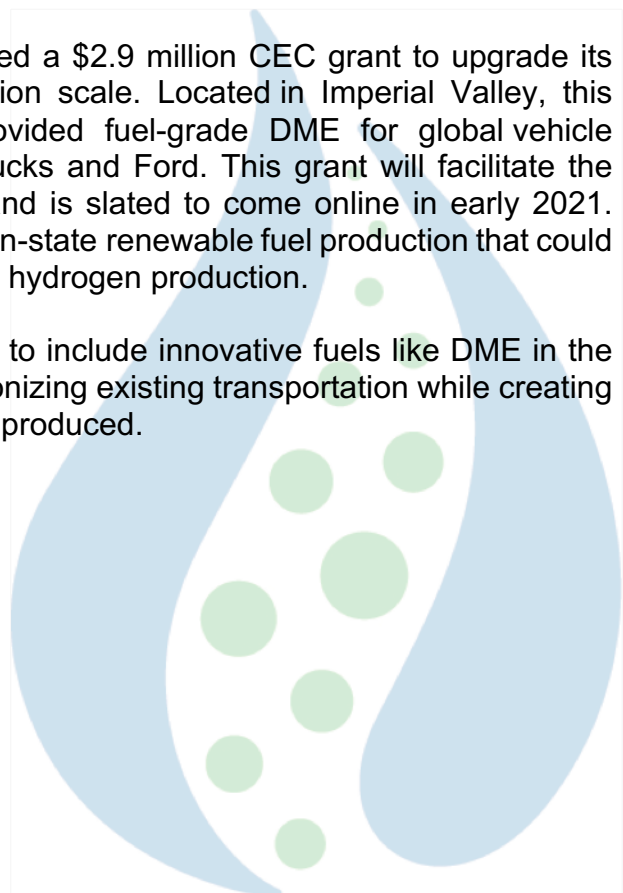 ed a $2.9 million CEC grant to upgrade its
ion scale. Located in Imperial Valley, this
ovided fuel-grade DME for global vehicle
ucks and Ford. This grant will facilitate the
nd is slated to come online in early 2021.
n-state renewable fuel production that could
hydrogen production.
to include innovative fuels like DME in the
onizing existing transportation while creating
produced.